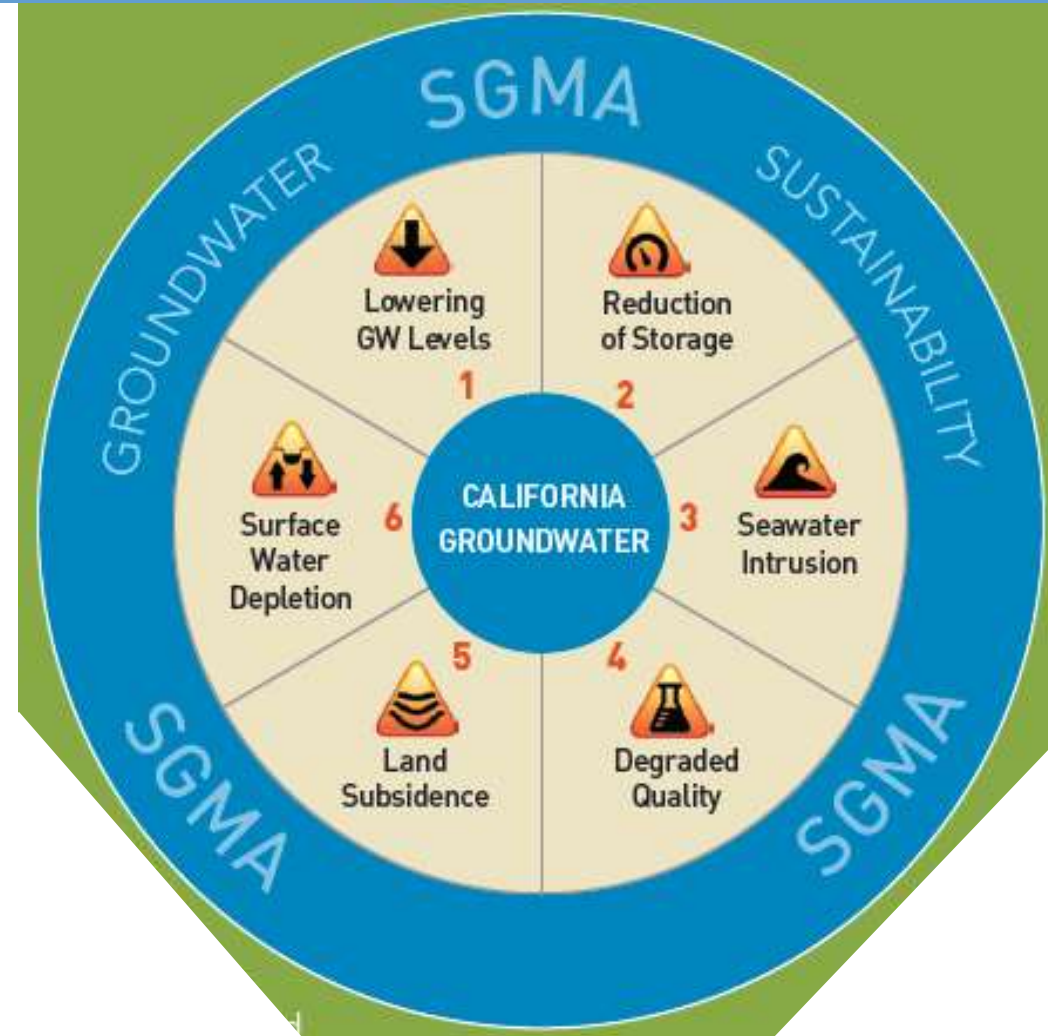 SGMA
GROUNDWATER
SUSTAINABILITY
Lowering
GW Levels
1
Reduction
of Storage
2
Seawater
Intrusion
3
Degraded
Quality
4
Land
Subsidence
5
Surface
Water
Depletion
6
CALIFORNIA
GROUNDWATER
SGMA
SGMA